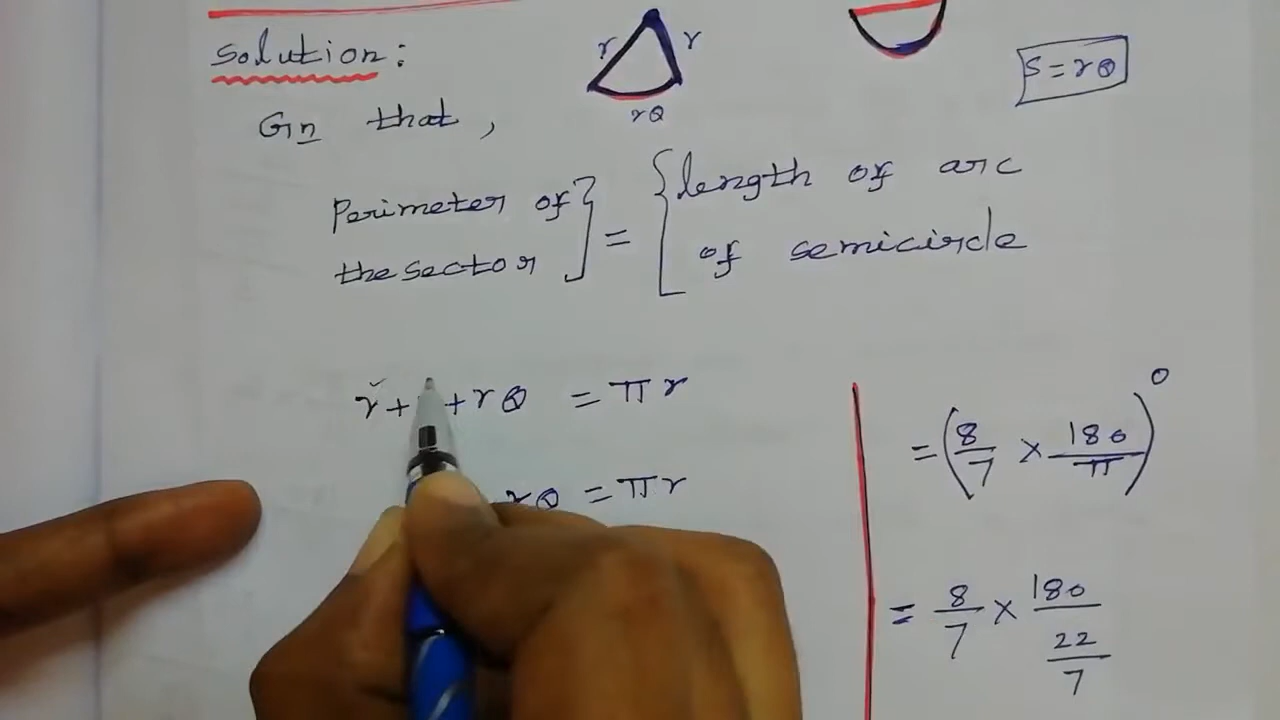 Solution:
r r
rθ
S = rθ
Gn that,
Perimeter of the sector } = { length of arc of semicircle
r + + rθ = πr
rθ = πr
= (8/7 × 180/π)°
= 8/7 × 180/(22/7)